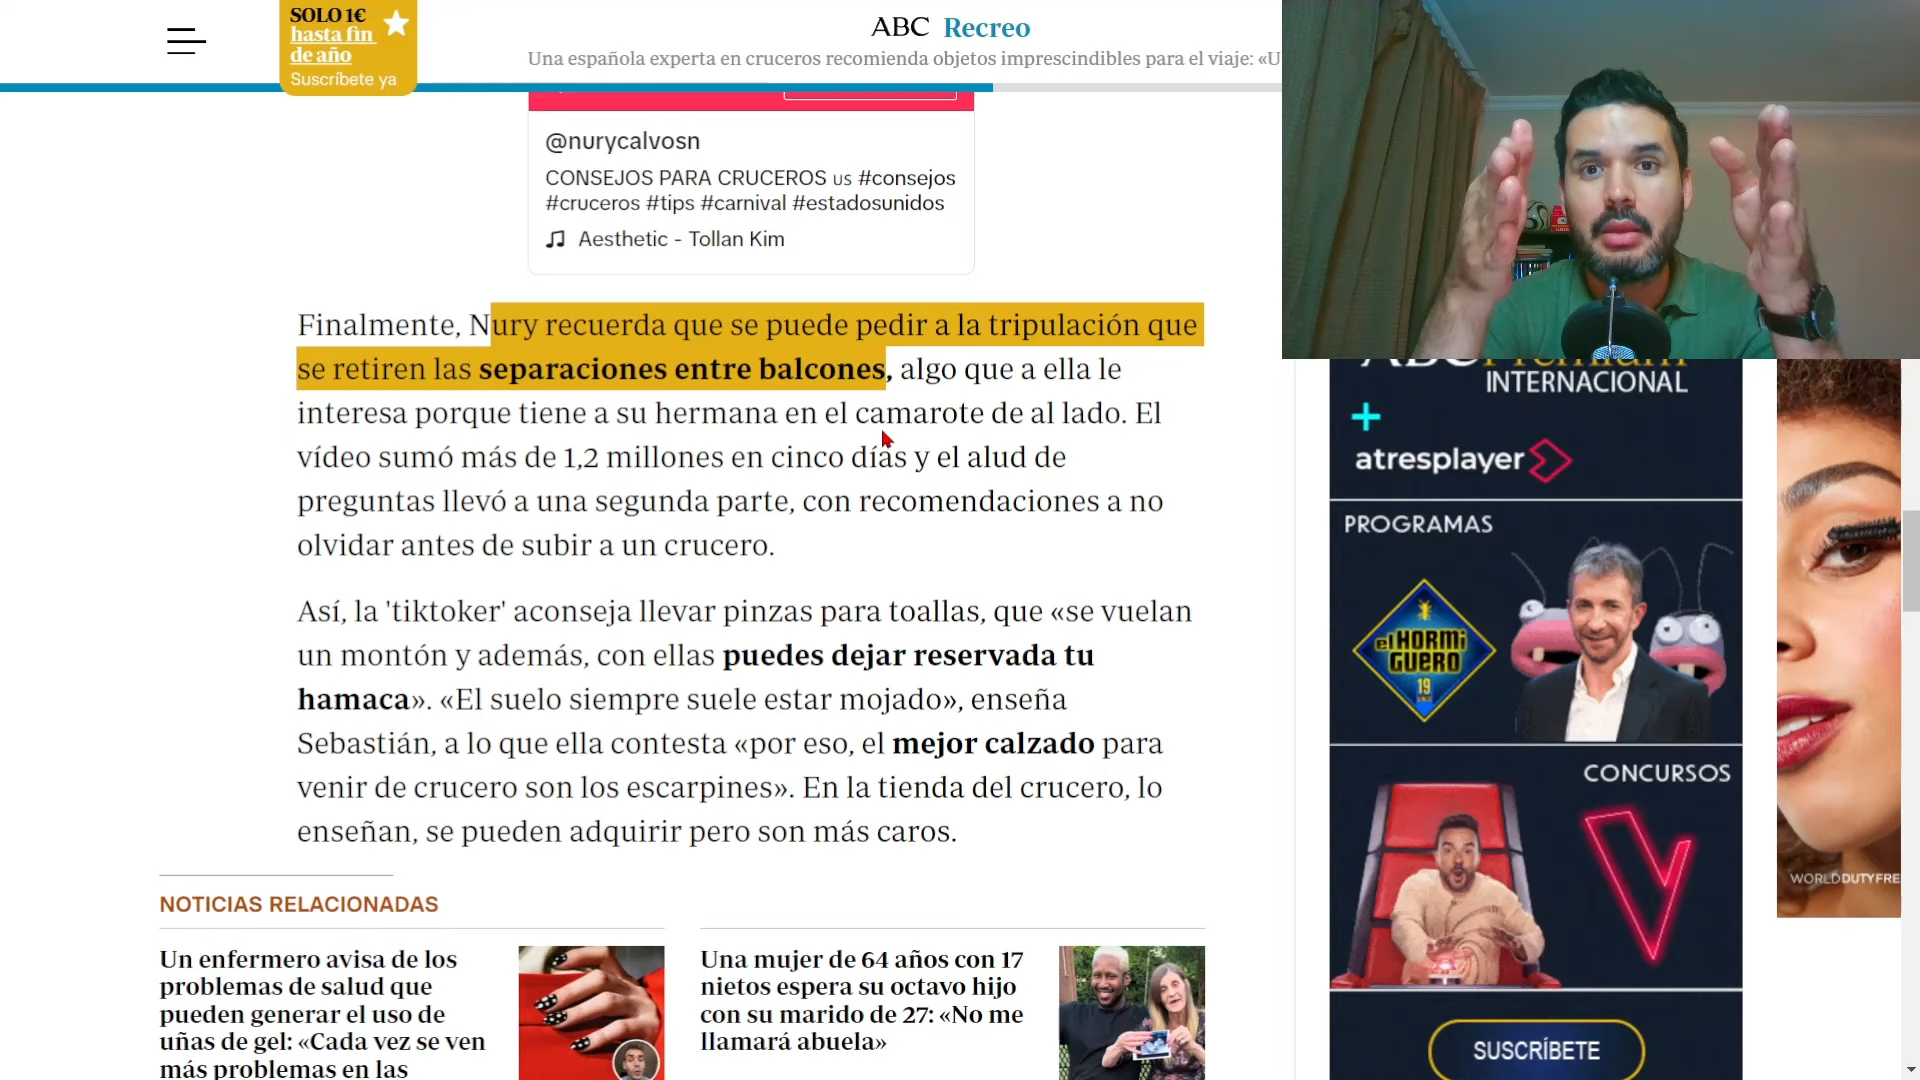 SOLO 1€
hasta fin
de año
Suscríbete ya
ABC Recreo
Una española experta en cruceros recomienda objetos imprescindibles para el viaje: «U
@nurycalvosn
CONSEJOS PARA CRUCEROS us #consejos
#cruceros #tips #carnival #estadosunidos
Aesthetic - Tollan Kim
Finalmente, Nury recuerda que se puede pedir a la tripulación que
se retiren las separaciones entre balcones, algo que a ella le
interesa porque tiene a su hermana en el camarote de al lado. El
vídeo sumó más de 1,2 millones en cinco días y el alud de
preguntas llevó a una segunda parte, con recomendaciones a no
olvidar antes de subir a un crucero.
Así, la 'tiktoker' aconseja llevar pinzas para toallas, que «se vuelan
un montón y además, con ellas puedes dejar reservada tu
hamaca». «El suelo siempre suele estar mojado», enseña
Sebastián, a lo que ella contesta «por eso, el mejor calzado para
venir de crucero son los escarpines». En la tienda del crucero, lo
enseñan, se pueden adquirir pero son más caros.
NOTICIAS RELACIONADAS
Un enfermero avisa de los
problemas de salud que
pueden generar el uso de
uñas de gel: «Cada vez se ven
más problemas en las
Una mujer de 64 años con 17
nietos espera su octavo hijo
con su marido de 27: «No me
llamará abuela»
ABC Premium
INTERNACIONAL
+
atresplayer
PROGRAMAS
el HORMI
GUERO
19
CONCURSOS
SUSCRÍBETE
WORLDDUTYFRE